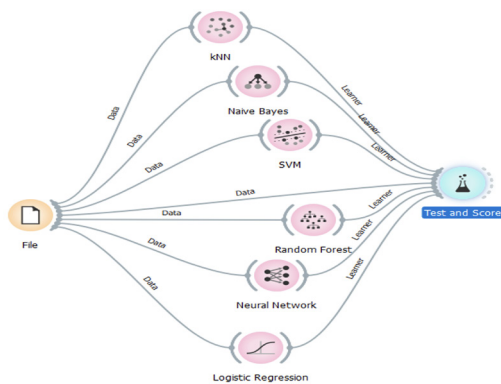 kNN
Data
Learner
Naive Bayes
Data
Learner
SVM
Data
Learner
Data
File
Test and Score
Data
Learner
Random Forest
Data
Learner
Neural Network
Data
Learner
Logistic Regression